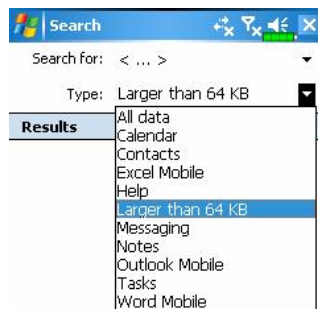 Search
Search for: < ... >
Type: Larger than 64 KB
Results
All data
Calendar
Contacts
Excel Mobile
Help
Larger than 64 KB
Messaging
Notes
Outlook Mobile
Tasks
Word Mobile